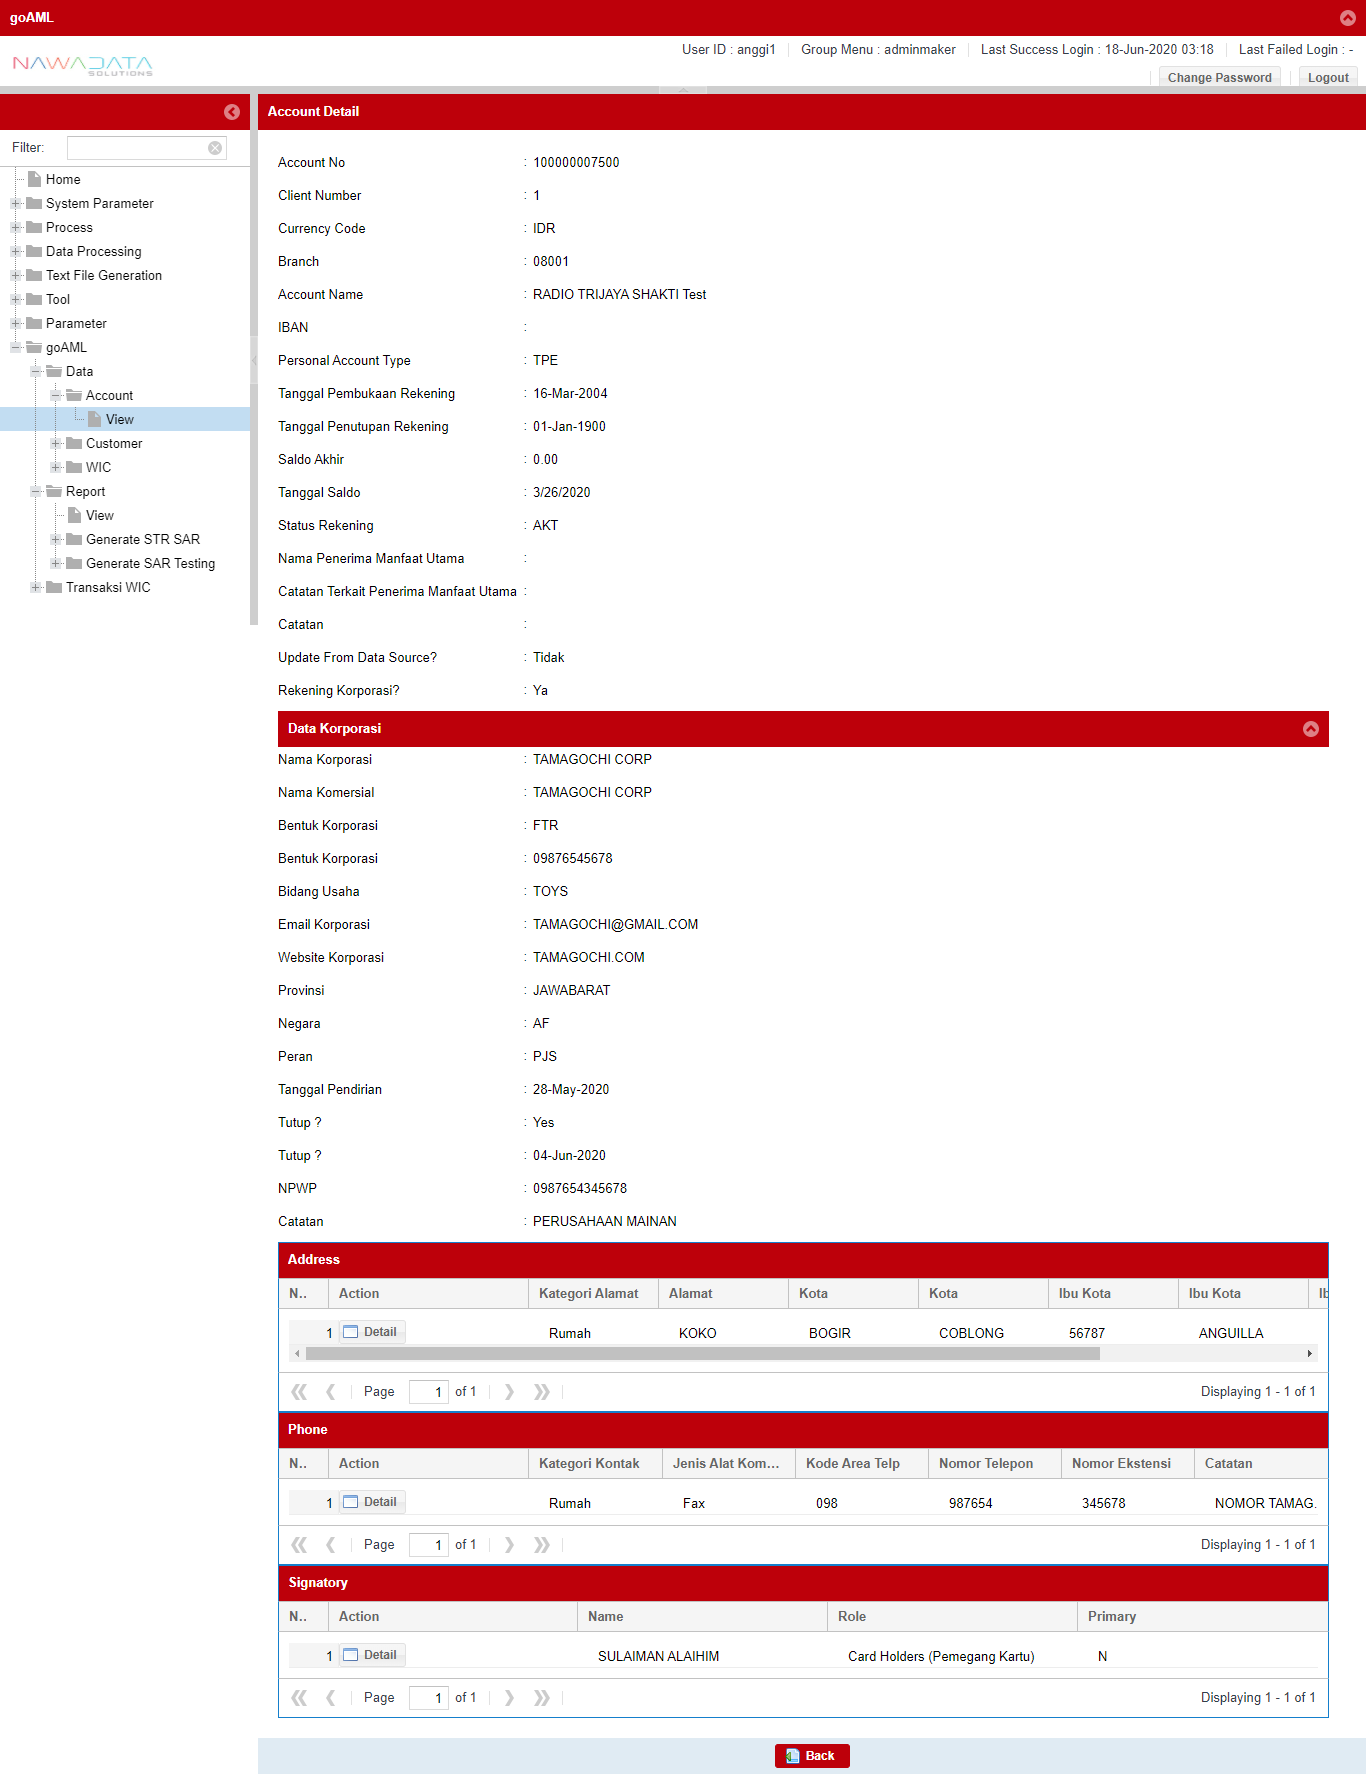 goAML
User ID : anggi1 Group Menu : adminmaker Last Success Login : 18-Jun-2020 03:18 Last Failed Login : -
NAWADATA
SOLUTIONS
Change Password Logout
Filter:
Home
System Parameter
Process
Data Processing
Text File Generation
Tool
Parameter
goAML
Data
Account
View
Customer
WIC
Report
View
Generate STR SAR
Generate SAR Testing
Transaksi WIC
Account Detail
Account No : 100000007500
Client Number : 1
Currency Code : IDR
Branch : 08001
Account Name : RADIO TRIJAYA SHAKTI Test
IBAN :
Personal Account Type : TPE
Tanggal Pembukaan Rekening : 16-Mar-2004
Tanggal Penutupan Rekening : 01-Jan-1900
Saldo Akhir : 0.00
Tanggal Saldo : 3/26/2020
Status Rekening : AKT
Nama Penerima Manfaat Utama :
Catatan Terkait Penerima Manfaat Utama :
Catatan :
Update From Data Source? : Tidak
Rekening Korporasi? : Ya
Data Korporasi
Nama Korporasi : TAMAGOCHI CORP
Nama Komersial : TAMAGOCHI CORP
Bentuk Korporasi : FTR
Bentuk Korporasi : 09876545678
Bidang Usaha : TOYS
Email Korporasi : TAMAGOCHI@GMAIL.COM
Website Korporasi : TAMAGOCHI.COM
Provinsi : JAWABARAT
Negara : AF
Peran : PJS
Tanggal Pendirian : 28-May-2020
Tutup ? : Yes
Tutup ? : 04-Jun-2020
NPWP : 0987654345678
Catatan : PERUSAHAAN MAINAN
Address
N.. Action Kategori Alamat Alamat Kota Kota Ibu Kota Ibu Kota
1 Detail Rumah KOKO BOGIR COBLONG 56787 ANGUILLA
Page 1 of 1 Displaying 1 - 1 of 1
Phone
N.. Action Kategori Kontak Jenis Alat Kom... Kode Area Telp Nomor Telepon Nomor Ekstensi Catatan
1 Detail Rumah Fax 098 987654 345678 NOMOR TAMAG.
Page 1 of 1 Displaying 1 - 1 of 1
Signatory
N.. Action Name Role Primary
1 Detail SULAIMAN ALAIHIM Card Holders (Pemegang Kartu) N
Page 1 of 1 Displaying 1 - 1 of 1
Back